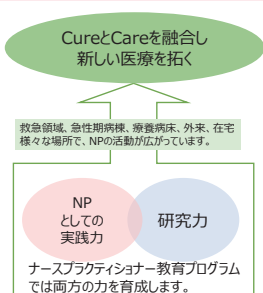 CureとCareを融合し
新しい医療を拓く
救急領域、急性期病棟、療養病床、外来、在宅
様々な場所で、NPの活動が広がっています。
NP
としての
実践力
研究力
ナースプラクティショナー教育プログラム
では両方の力を育成します。